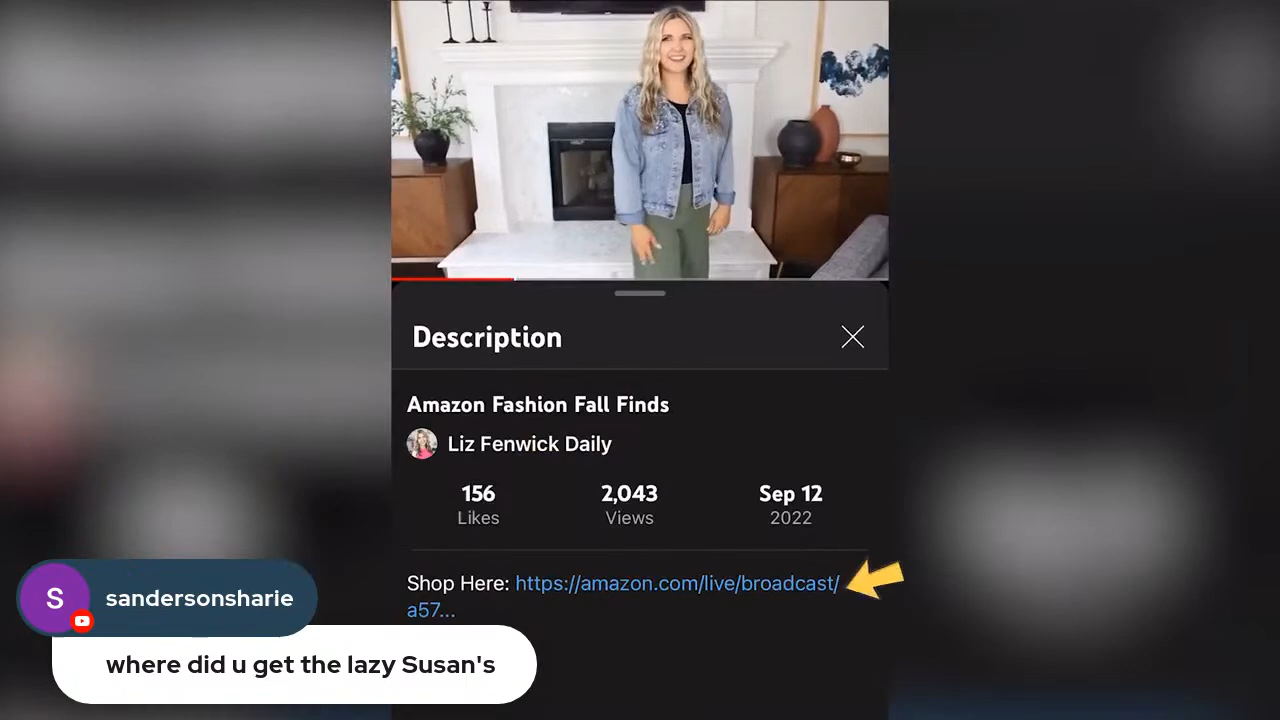 Description
Amazon Fashion Fall Finds
Liz Fenwick Daily
156 2,043 Sep 12
Likes Views 2022
Shop Here: https://amazon.com/live/broadcast/
a57...
S sandersonsharie
where did u get the lazy Susan's